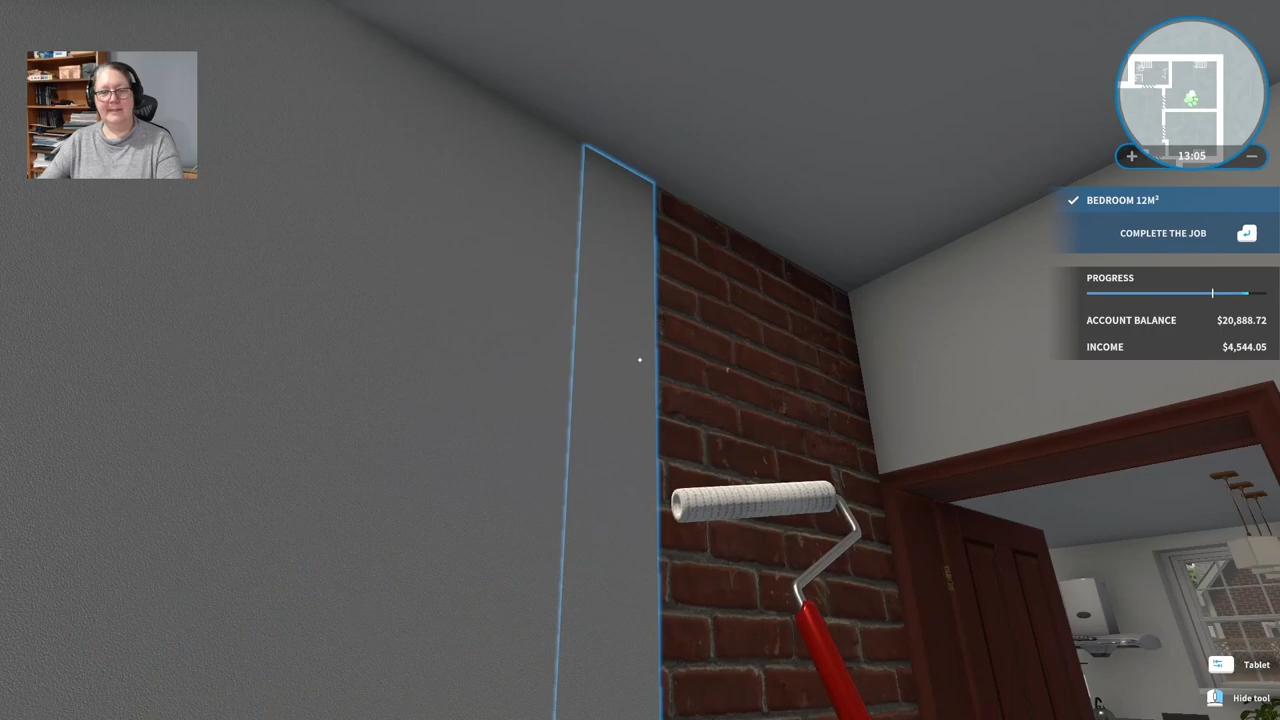 13:05
BEDROOM 12M²
COMPLETE THE JOB
PROGRESS
ACCOUNT BALANCE $20,888.72
INCOME $4,544.05
Tablet
Hide tool